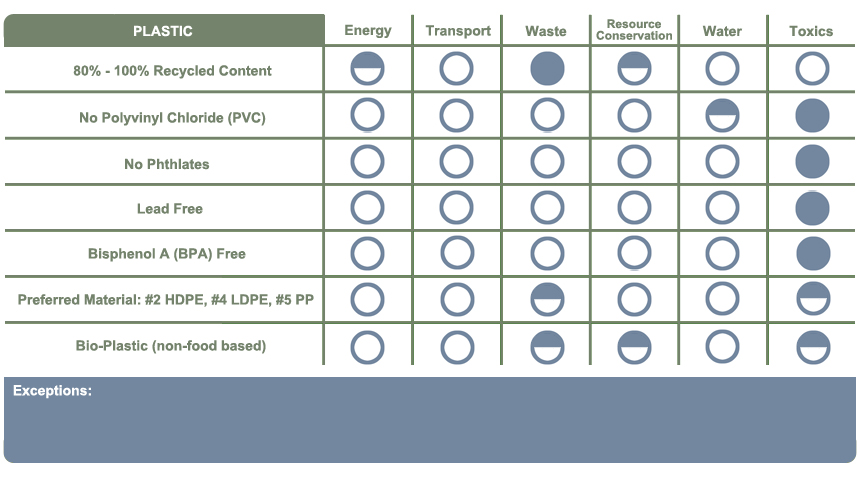 PLASTIC
Energy
Transport
Waste
Resource
Conservation
Water
Toxics
80% - 100% Recycled Content
No Polyvinyl Chloride (PVC)
No Phthlates
Lead Free
Bisphenol A (BPA) Free
Preferred Material: #2 HDPE, #4 LDPE, #5 PP
Bio-Plastic (non-food based)
Exceptions: